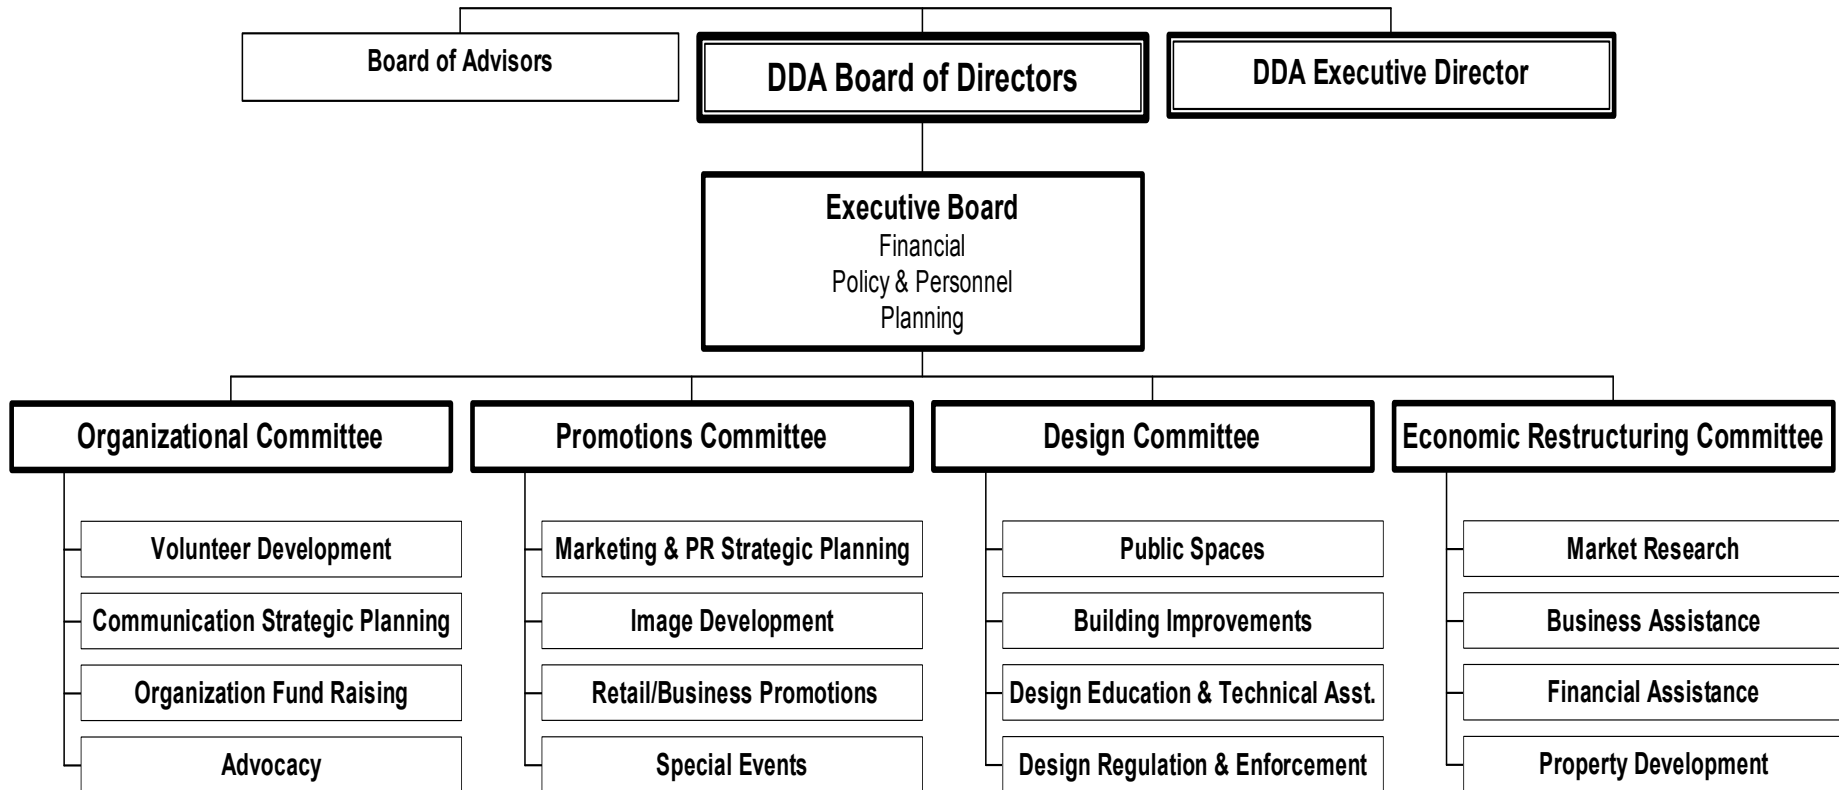 Board of Advisors
DDA Board of Directors
DDA Executive Director
Executive Board
Financial
Policy & Personnel
Planning
Organizational Committee
Promotions Committee
Design Committee
Economic Restructuring Committee
Volunteer Development
Marketing & PR Strategic Planning
Public Spaces
Market Research
Communication Strategic Planning
Image Development
Building Improvements
Business Assistance
Organization Fund Raising
Retail/Business Promotions
Design Education & Technical Asst.
Financial Assistance
Advocacy
Special Events
Design Regulation & Enforcement
Property Development